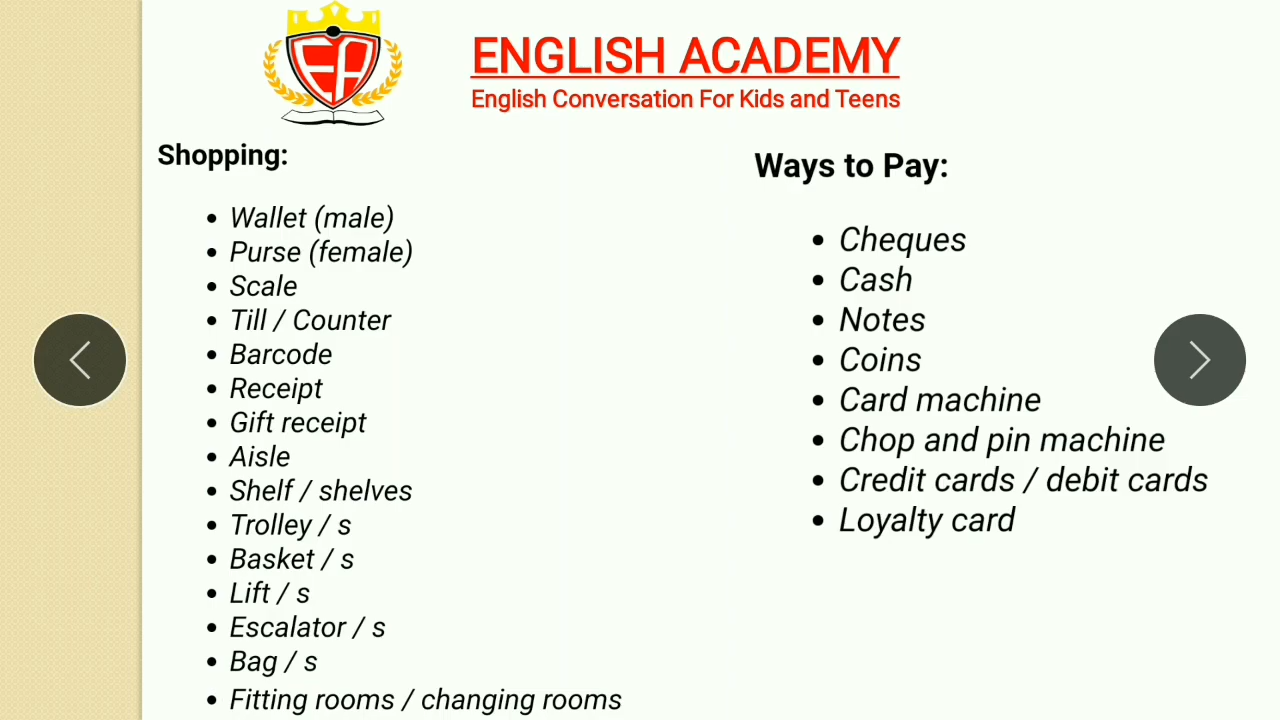 EA
ENGLISH ACADEMY
English Conversation For Kids and Teens
Shopping:
• Wallet (male)
• Purse (female)
• Scale
• Till / Counter
• Barcode
• Receipt
• Gift receipt
• Aisle
• Shelf / shelves
• Trolley / s
• Basket / s
• Lift / s
• Escalator / s
• Bag / s
• Fitting rooms / changing rooms
Ways to Pay:
• Cheques
• Cash
• Notes
• Coins
• Card machine
• Chop and pin machine
• Credit cards / debit cards
• Loyalty card